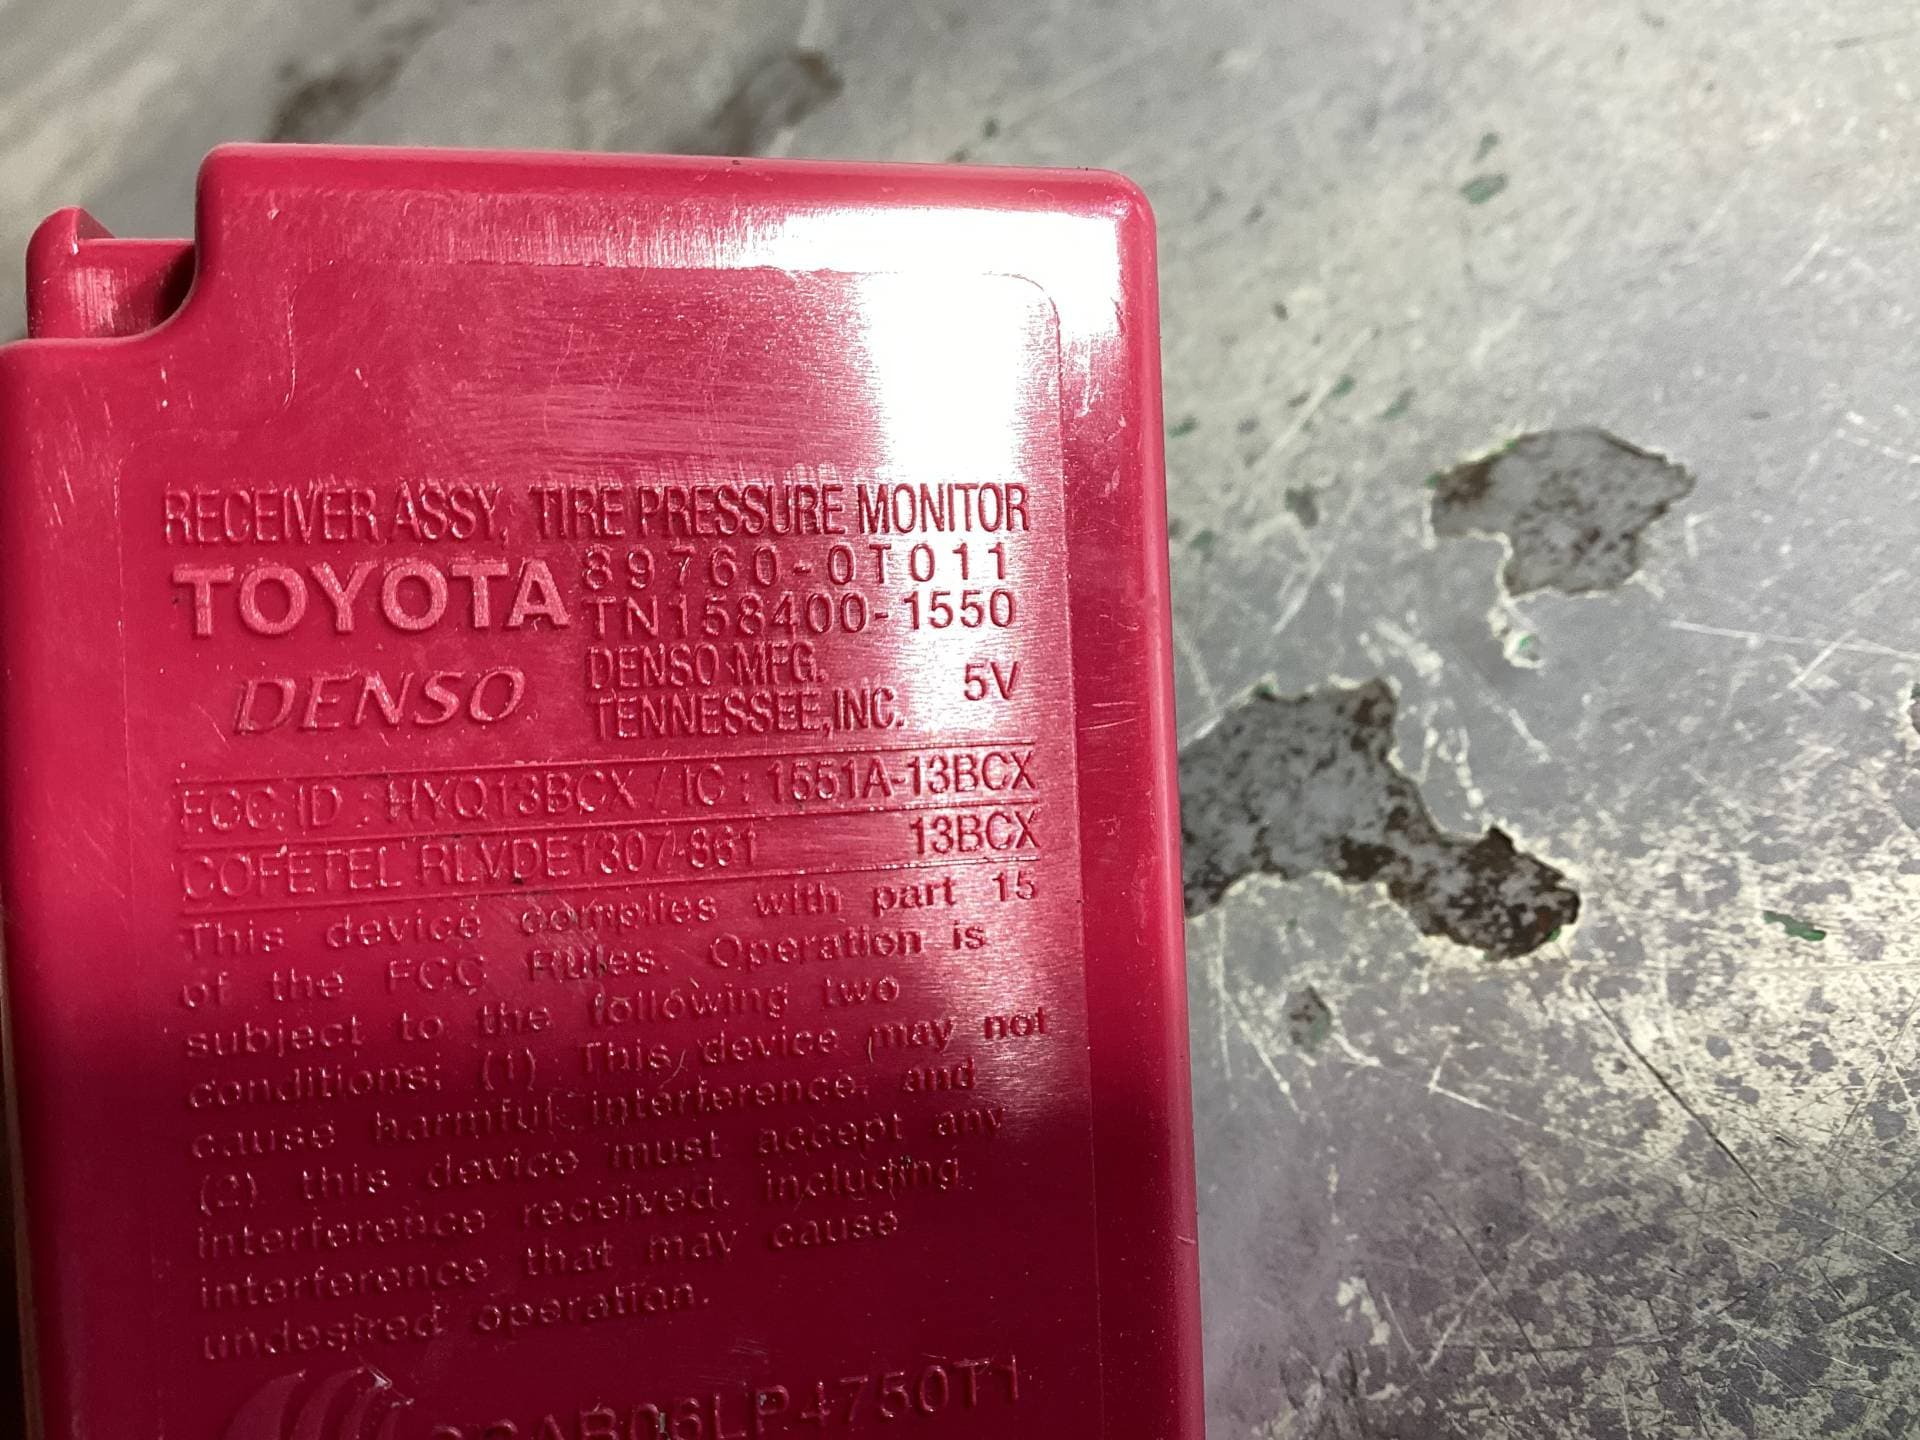 RECEIVER ASSY, TIRE PRESSURE MONITOR
TOYOTA 89760-0T011
TN158400-1550
DENSO DENSO MFG.
TENNESSEE, INC. 5V
FCC ID : HYQ13BCX / IC : 1551A-13BCX
COFETEL RLVDE1307-861 13BCX
This device complies with part 15
of the FCC Rules. Operation is
subject to the following two
conditions: (1) This device may not
cause harmful interference, and
(2) this device must accept any
interference received, including
interference that may cause
undesired operation.